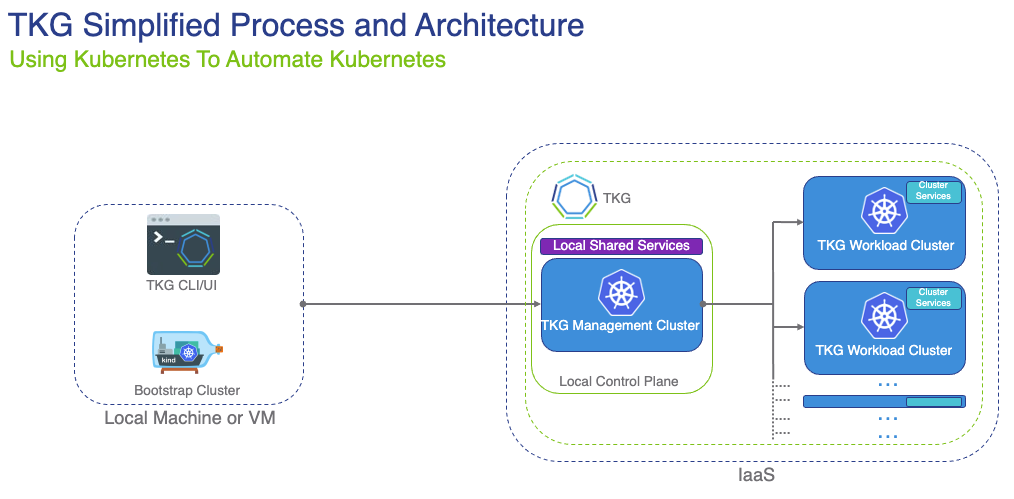 TKG Simplified Process and Architecture
Using Kubernetes To Automate Kubernetes
>_
TKG CLI/UI
kind
Bootstrap Cluster
Local Machine or VM
TKG
Local Shared Services
TKG Management Cluster
Local Control Plane
Cluster
Services
TKG Workload Cluster
Cluster
Services
TKG Workload Cluster
...
...
...
IaaS